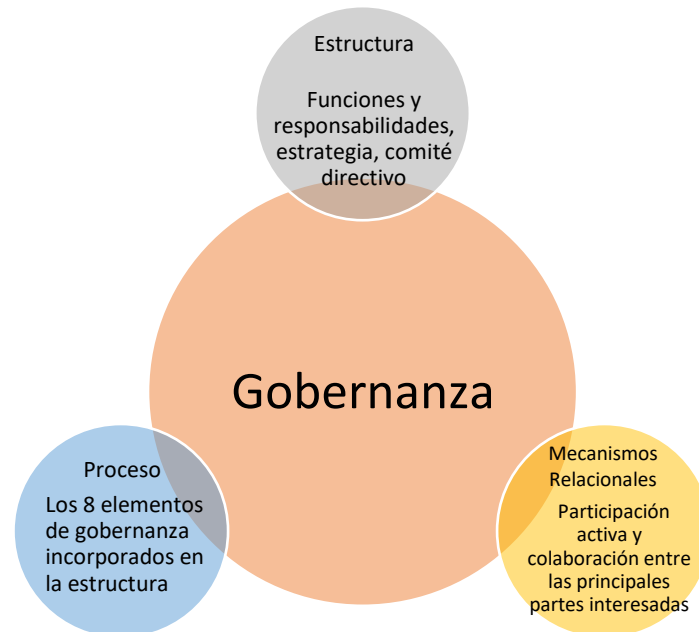 Estructura
Funciones y
responsabilidades,
estrategia, comité
directivo
Gobernanza
Proceso
Los 8 elementos
de gobernanza
incorporados en
la estructura
Mecanismos
Relacionales
Participación
activa y
colaboración entre
las principales
partes interesadas